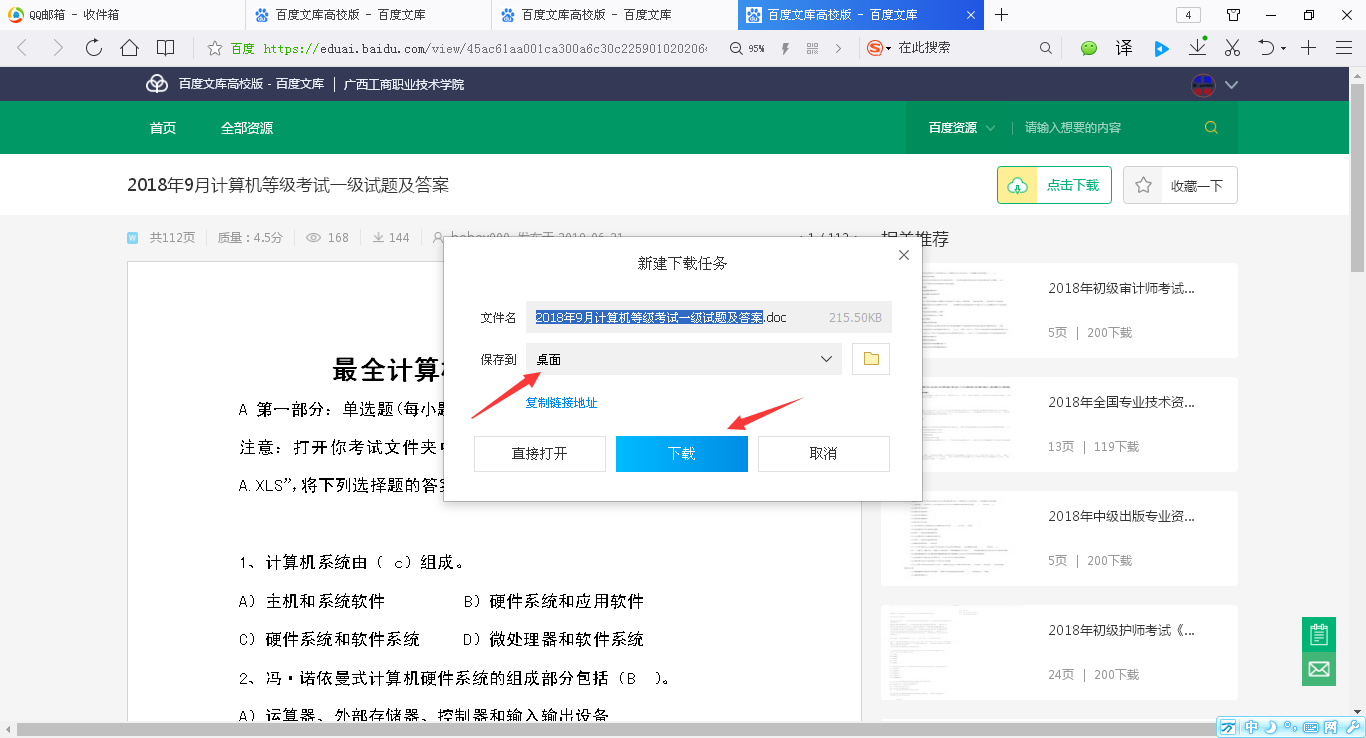 QQ邮箱 - 收件箱
百度文库高校版 - 百度文库
百度文库高校版 - 百度文库
百度文库高校版 - 百度文库
4
百度 https://eduai.baidu.com/view/45ac61aa001ca300a6c30c22590102020
95%
在此搜索
译
百度文库高校版 - 百度文库 | 广西工商职业技术学院
首页 全部资源
百度资源
请输入想要的内容
2018年9月计算机等级考试一级试题及答案
点击下载
收藏一下
共112页
质量：4.5分
168
144
推荐
新建下载任务
文件名
2018年9月计算机等级考试一级试题及答案.doc
215.50KB
保存到
桌面
复制链接地址
直接打开
下载
取消
最全计算
A 第一部分：单选题(每小
注意：打开你考试文件夹
A.XLS”,将下列选择题的答
1、计算机系统由（ c）组成。
A）主机和系统软件 B）硬件系统和应用软件
C）硬件系统和软件系统 D）微处理器和软件系统
2、冯·诺依曼式计算机硬件系统的组成部分包括（B ）。
A）运算器、外部存储器、控制器和输入输出设备
2018年初级审计师考试...
5页 | 200下载
2018年全国专业技术资...
13页 | 119下载
2018年中级出版专业资...
5页 | 200下载
2018年初级护师考试《...
24页 | 200下载
中